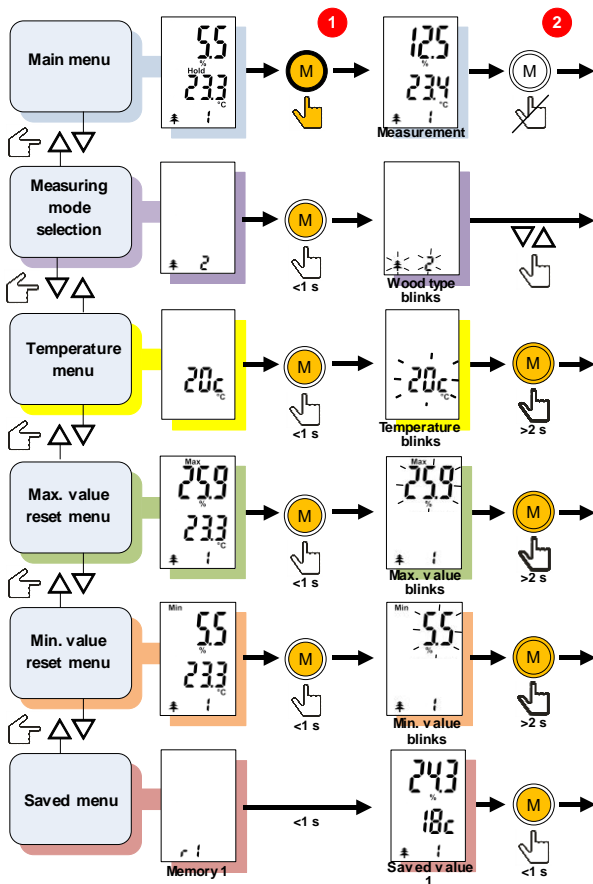 1
2
Main menu
5.5
%
Hold
23.3
°C
1
M
12.5
%
23.4
°C
1
Measurement
M
Measuring
mode
selection
2
M
<1 s
2
Wood type
blinks
Temperature
menu
20c
°C
M
<1 s
20c
°C
Temperature
blinks
M
>2 s
Max. value
reset menu
Max
25.9
%
23.3
°C
1
M
<1 s
Max
25.9
%
1
Max. value
blinks
M
>2 s
Min. value
reset menu
Min
5.5
%
23.3
°C
1
M
<1 s
Min
5.5
%
1
Min. value
blinks
M
>2 s
Saved menu
r1
Memory 1
<1 s
24.3
%
18c
1
Saved value
1
M
<1 s